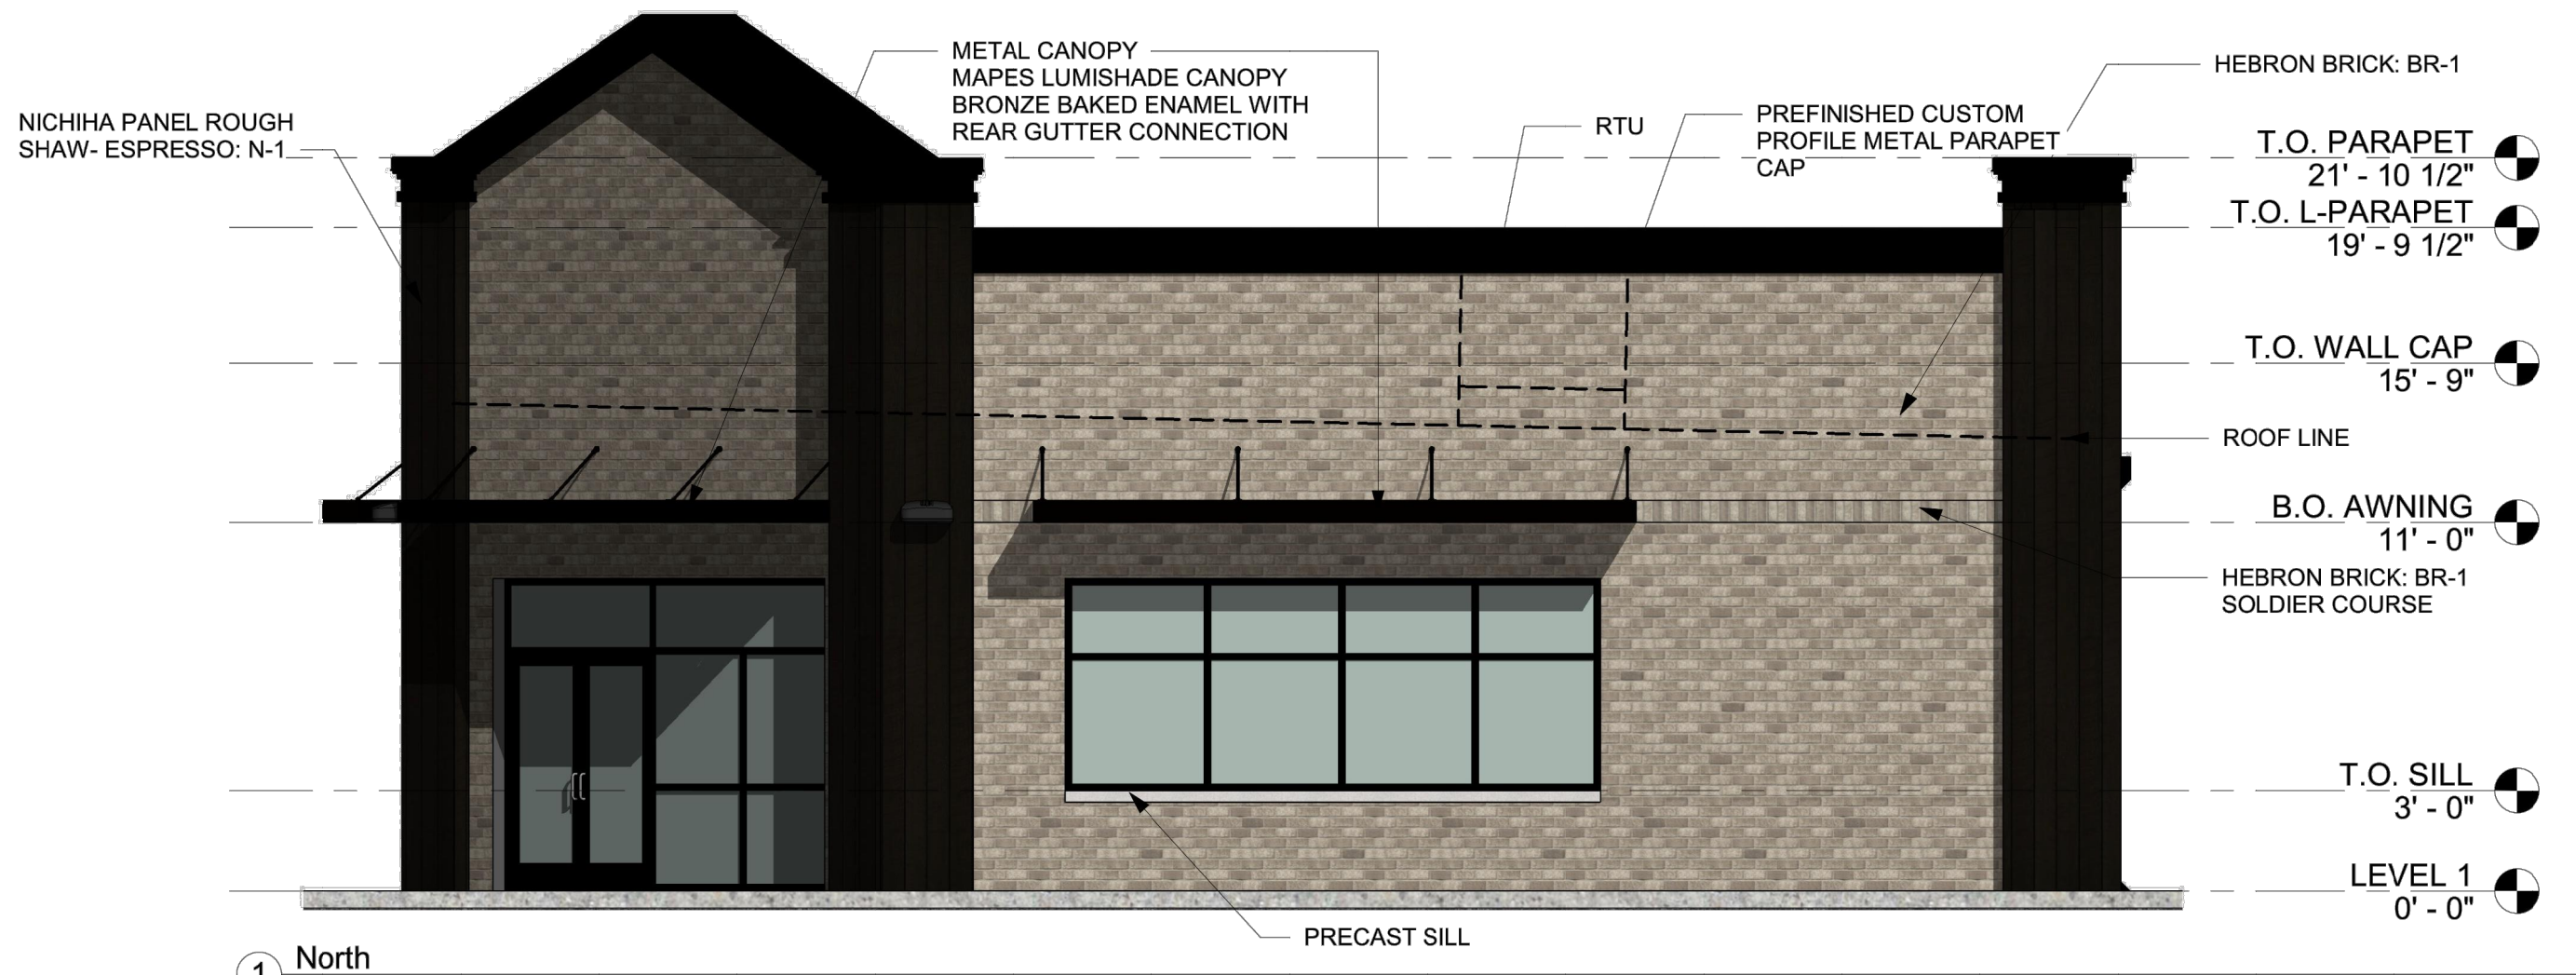 METAL CANOPY
MAPES LUMISHADE CANOPY
BRONZE BAKED ENAMEL WITH
REAR GUTTER CONNECTION
HEBRON BRICK: BR-1
NICHIHA PANEL ROUGH
SHAW- ESPRESSO: N-1
RTU
PREFINISHED CUSTOM
PROFILE METAL PARAPET
CAP
T.O. PARAPET
21' - 10 1/2"
T.O. L-PARAPET
19' - 9 1/2"
T.O. WALL CAP
15' - 9"
ROOF LINE
B.O. AWNING
11' - 0"
HEBRON BRICK: BR-1
SOLDIER COURSE
T.O. SILL
3' - 0"
LEVEL 1
0' - 0"
PRECAST SILL
1 North